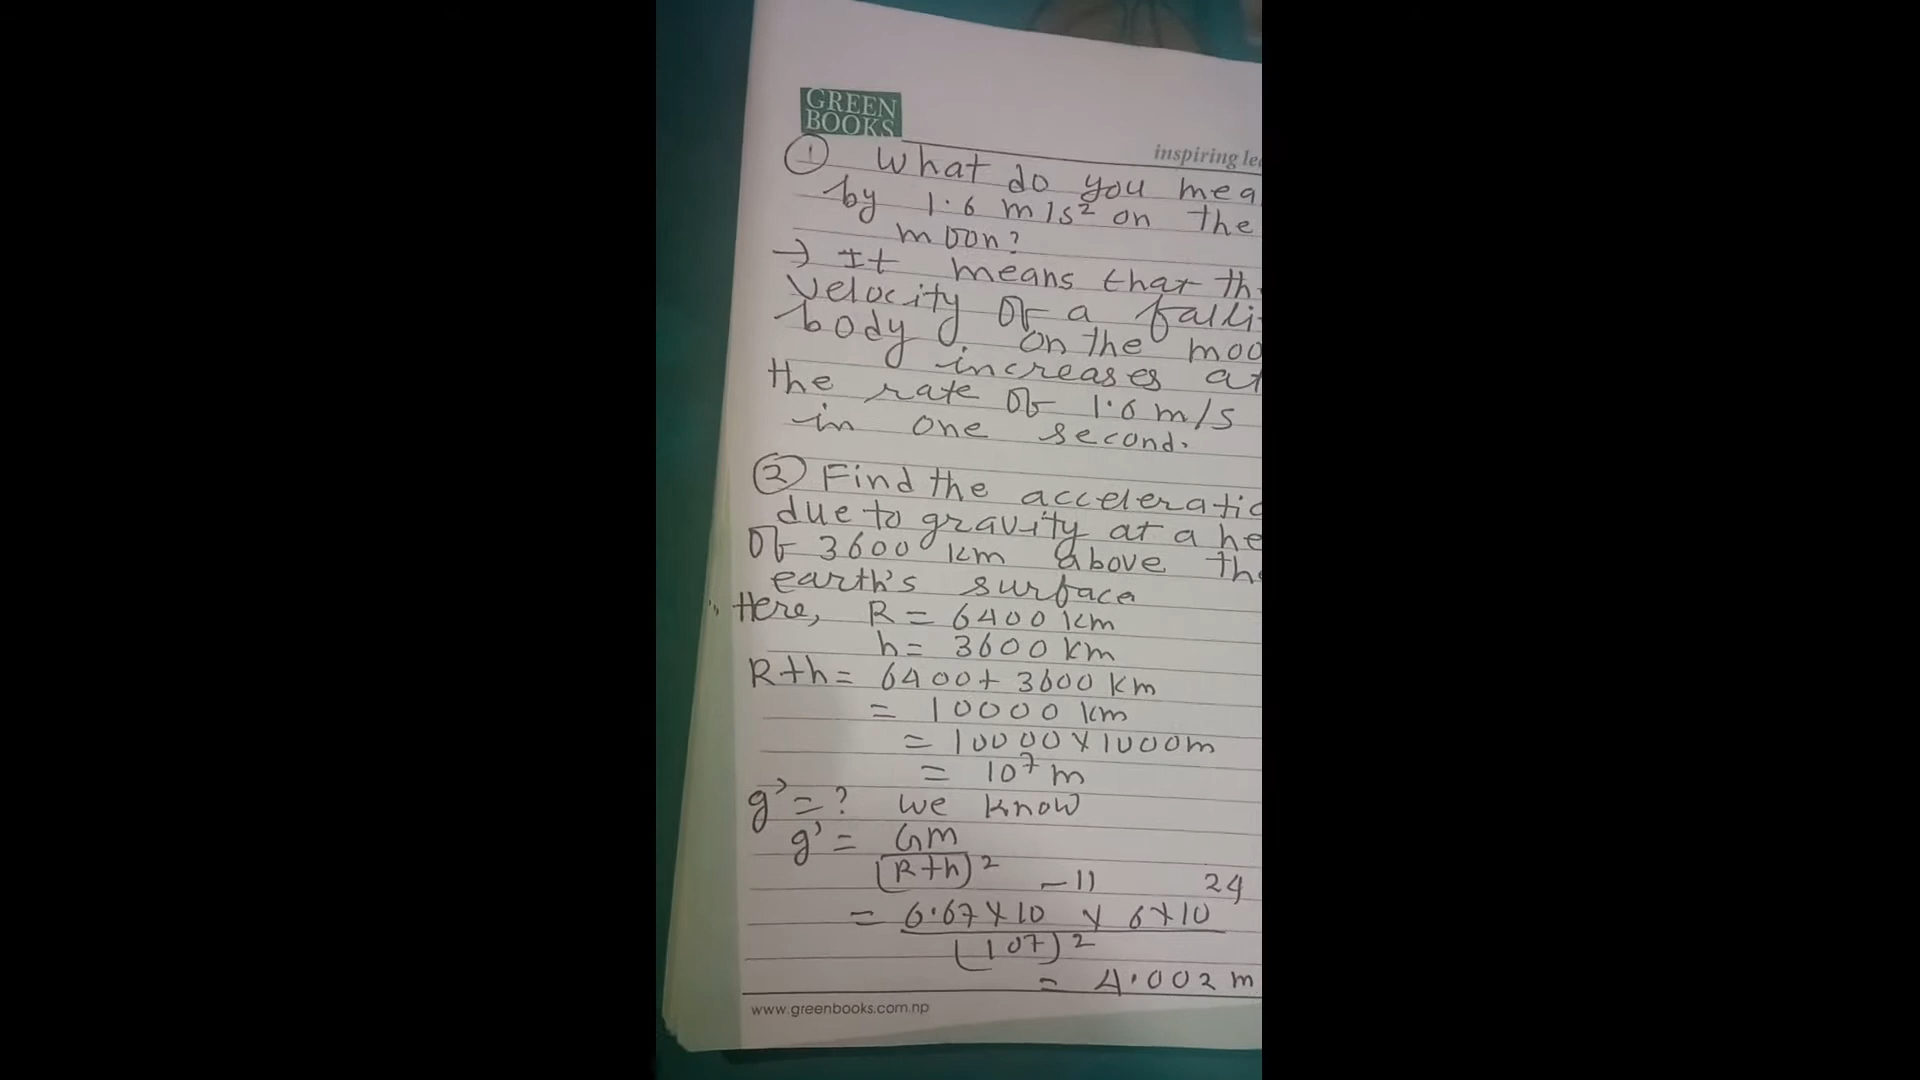 GREEN
BOOKS
inspiring le
① What do you mea
by 1.6 m/s² on the
moon?
→ It means that th
velocity of a falli
body on the moo
increases at
the rate of 1.6 m/s
in one second.
② Find the acceleratio
due to gravity at a he
of 3600 km above the
earth's surface
Here, R = 6400 km
h = 3600 km
R+h = 6400 + 3600 km
= 10000 km
= 10000 × 1000m
= 10⁷ m
g' = ? we know
g' = GM
(R+h)²
= 6.67×10⁻¹¹ × 6×10²⁴
(107)²
= 4.002 m
www.greenbooks.com.np